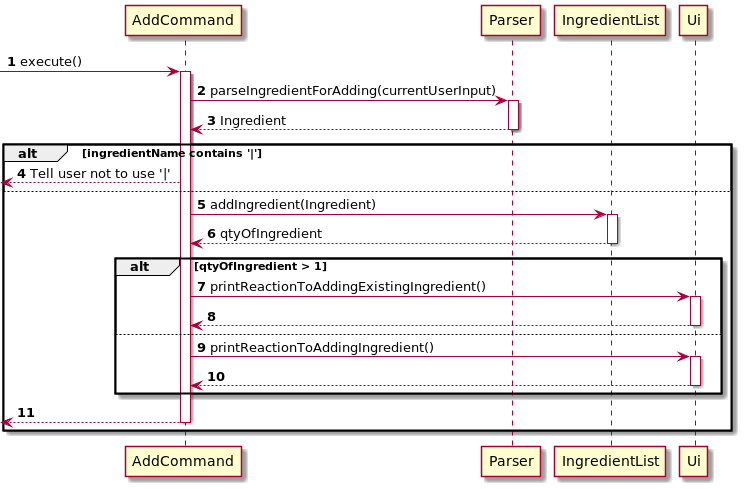 AddCommand Parser IngredientList Ui
1 execute()
2 parseIngredientForAdding(currentUserInput)
3 Ingredient
alt [ingredientName contains '|']
4 Tell user not to use '|'
5 addIngredient(Ingredient)
6 qtyOfIngredient
alt [qtyOfIngredient > 1]
7 printReactionToAddingExistingIngredient()
8
9 printReactionToAddingIngredient()
10
11
AddCommand Parser IngredientList Ui